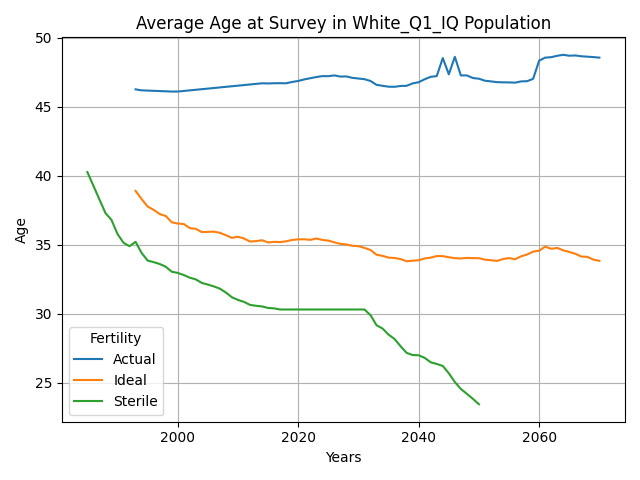 Average Age at Survey in White_Q1_IQ Population
Age
50
45
40
35
30
25
Fertility
Actual
Ideal
Sterile
2000
2020
2040
2060
Years